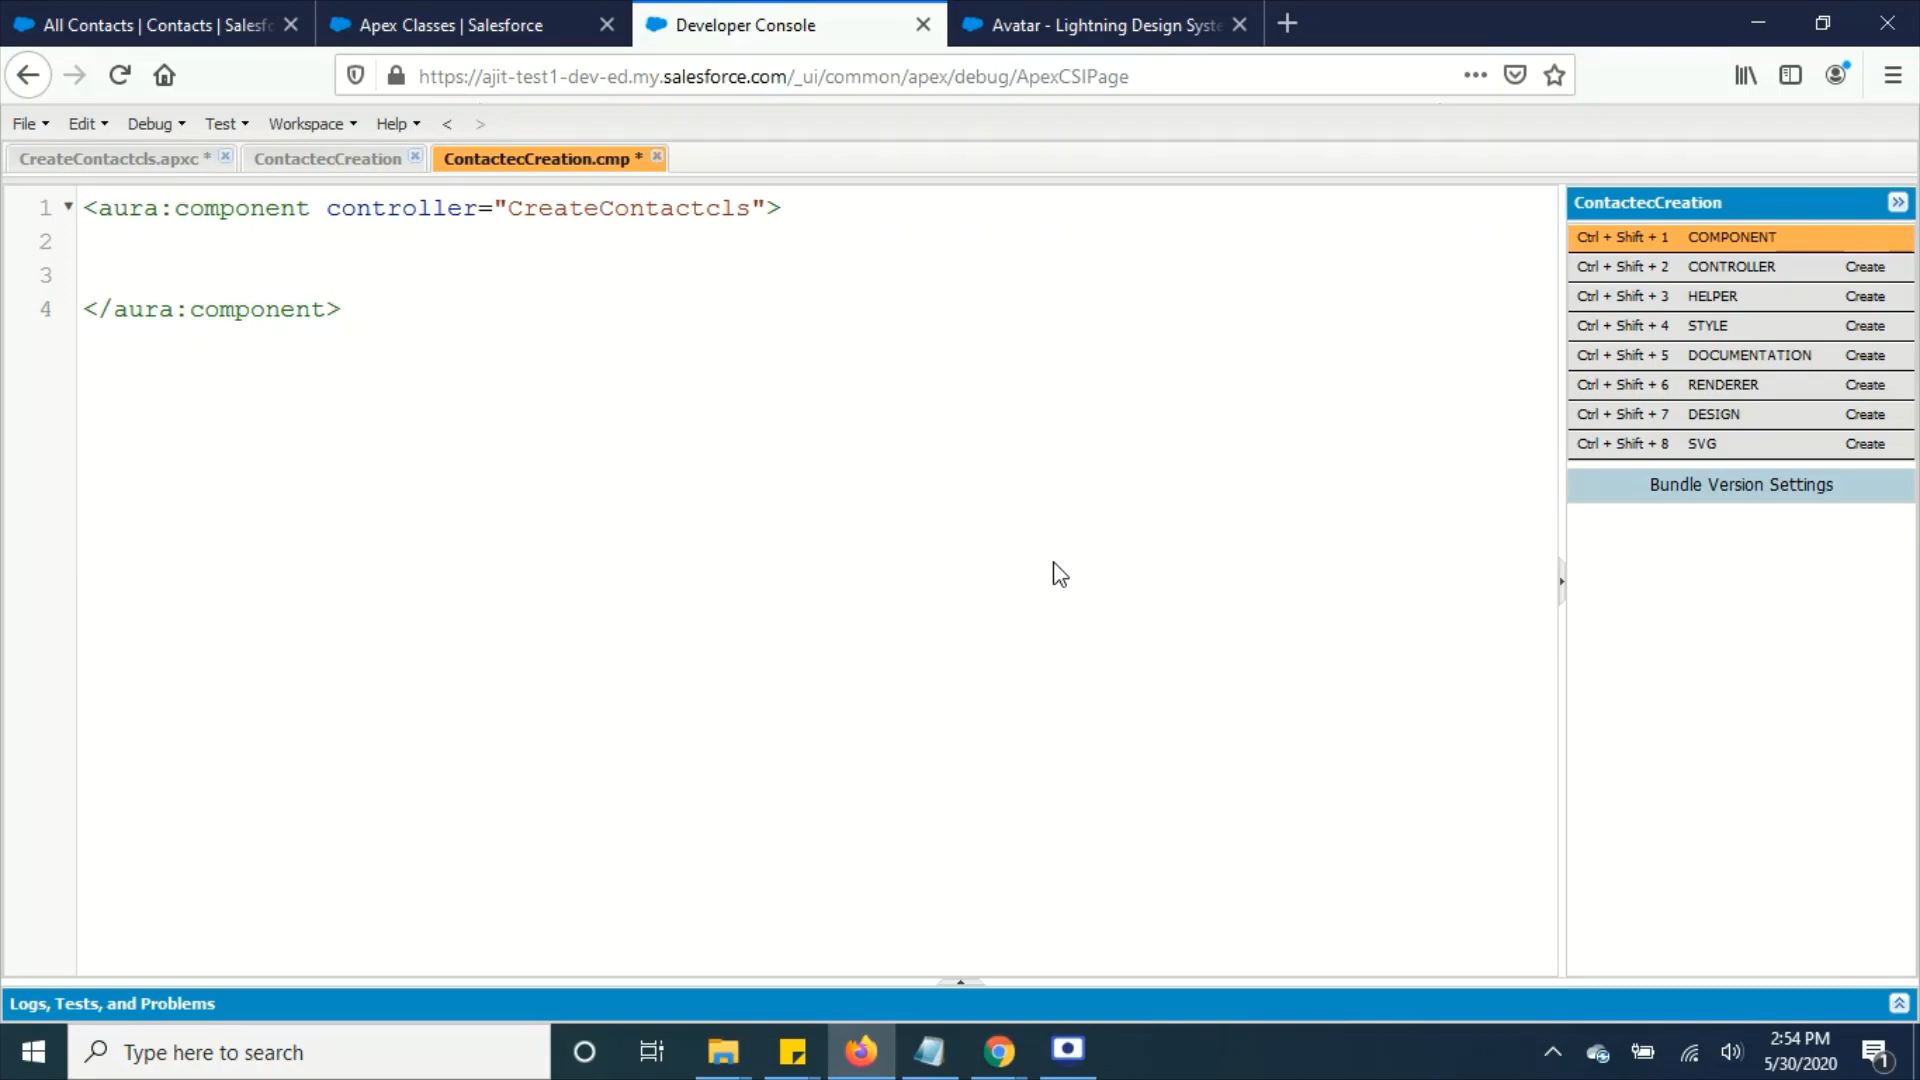 All Contacts | Contacts | Salesfo
Apex Classes | Salesforce
Developer Console
Avatar - Lightning Design Syste
https://ajit-test1-dev-ed.my.salesforce.com/_ui/common/apex/debug/ApexCSIPage
File Edit Debug Test Workspace Help < >
CreateContactcls.apxc *
ContactecCreation
ContactecCreation.cmp *
1 <aura:component controller="CreateContactcls">
2
3
4 </aura:component>
ContactecCreation
Ctrl + Shift + 1 COMPONENT
Ctrl + Shift + 2 CONTROLLER Create
Ctrl + Shift + 3 HELPER Create
Ctrl + Shift + 4 STYLE Create
Ctrl + Shift + 5 DOCUMENTATION Create
Ctrl + Shift + 6 RENDERER Create
Ctrl + Shift + 7 DESIGN Create
Ctrl + Shift + 8 SVG Create
Bundle Version Settings
Logs, Tests, and Problems
Type here to search
2:54 PM
5/30/2020
1